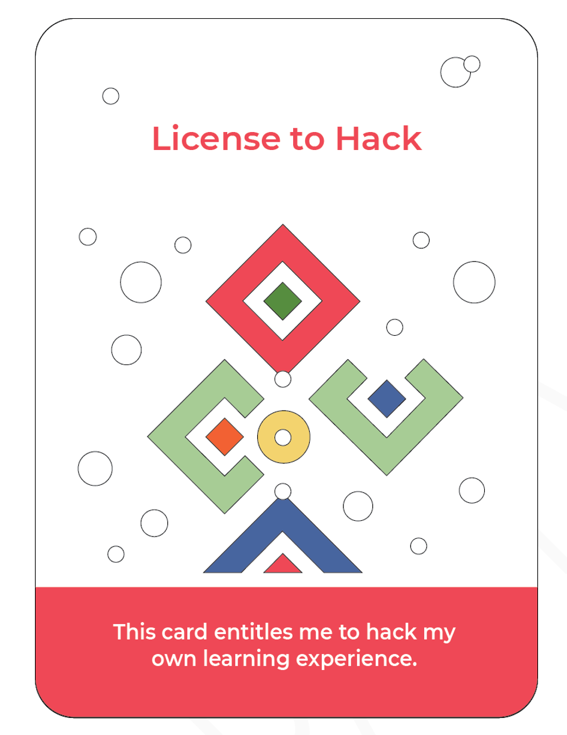 License to Hack
This card entitles me to hack my
own learning experience.